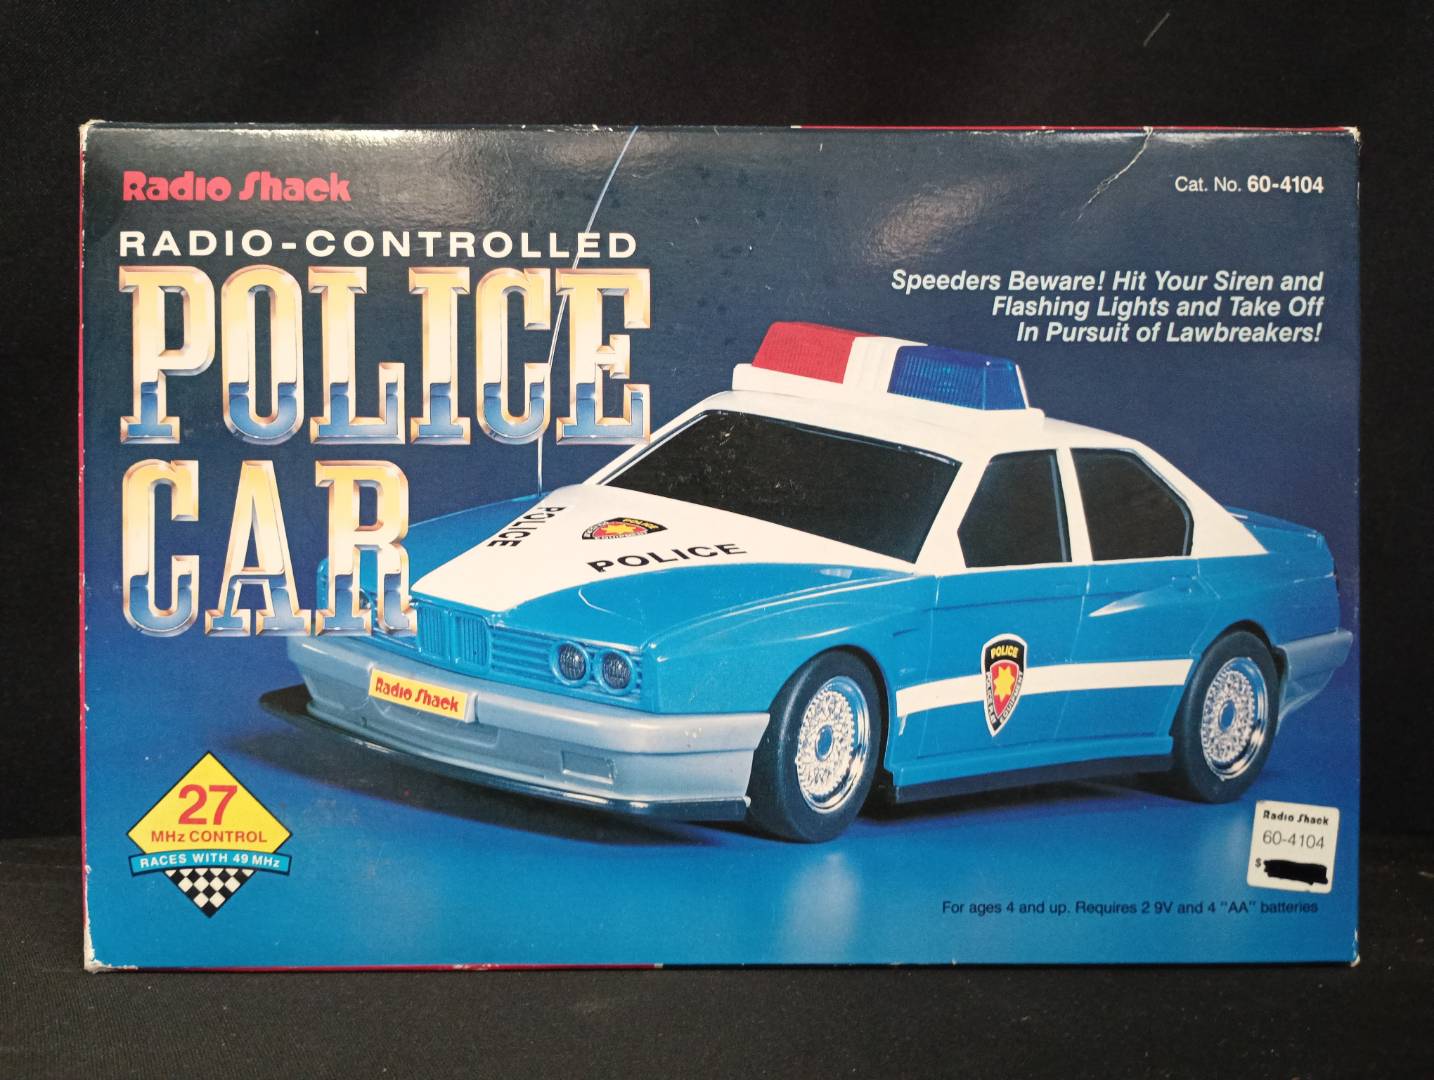 Radio Shack
Cat. No. 60-4104
RADIO-CONTROLLED
POLICE
CAR
Speeders Beware! Hit Your Siren and
Flashing Lights and Take Off
In Pursuit of Lawbreakers!
POLICE
POLICE
POLICE
POLICE
Radio Shack
27
MHz CONTROL
RACES WITH 49 MHz
Radio Shack
60-4104
$
For ages 4 and up. Requires 2 9V and 4 "AA" batteries